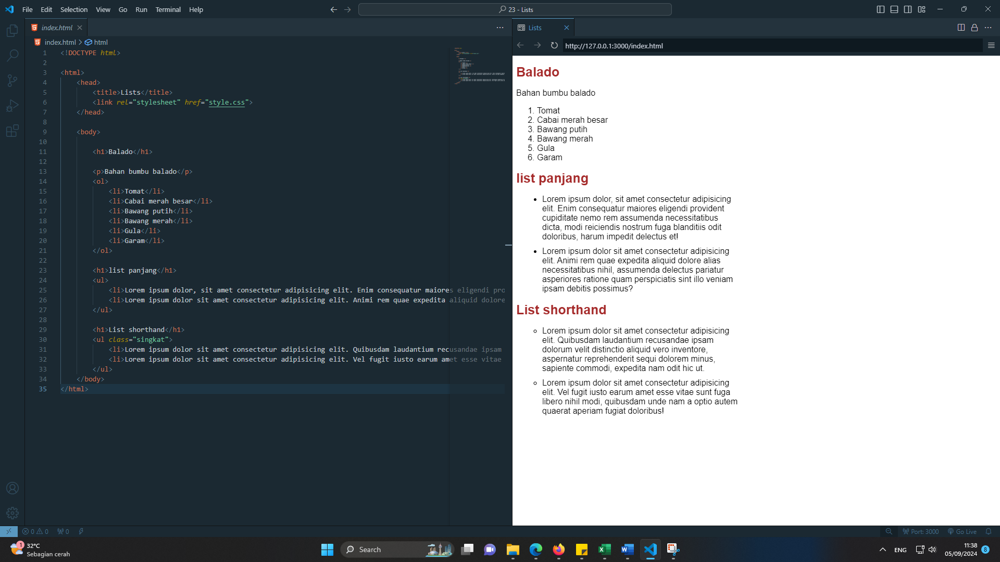 File Edit Selection View Go Run Terminal Help
23 - Lists
index.html
index.html > html
1 <!DOCTYPE html>
2
3 <html>
4 <head>
5 <title>Lists</title>
6 <link rel="stylesheet" href="style.css">
7 </head>
8
9 <body>
10
11 <h1>Balado</h1>
12
13 <p>Bahan bumbu balado</p>
14 <ol>
15 <li>Tomat</li>
16 <li>Cabai merah besar</li>
17 <li>Bawang putih</li>
18 <li>Bawang merah</li>
19 <li>Gula</li>
20 <li>Garam</li>
21 </ol>
22
23 <h1>list panjang</h1>
24 <ul>
25 <li>Lorem ipsum dolor, sit amet consectetur adipisicing elit. Enim consequatur maiores eligendi pro
26 <li>Lorem ipsum dolor sit amet consectetur adipisicing elit. Animi rem quae expedita aliquid dolore
27 </ul>
28
29 <h1>List shorthand</h1>
30 <ul class="singkat">
31 <li>Lorem ipsum dolor sit amet consectetur adipisicing elit. Quibusdam laudantium recusandae ipsam
32 <li>Lorem ipsum dolor sit amet consectetur adipisicing elit. Vel fugit iusto earum amet esse vitae
33 </ul>
34 </body>
35 </html>
Lists
http://127.0.0.1:3000/index.html
Balado
Bahan bumbu balado
1. Tomat
2. Cabai merah besar
3. Bawang putih
4. Bawang merah
5. Gula
6. Garam
list panjang
• Lorem ipsum dolor, sit amet consectetur adipisicing
elit. Enim consequatur maiores eligendi provident
cupiditate nemo rem assumenda necessitatibus
dicta, modi reiciendis nostrum fuga blanditiis odit
doloribus, harum impedit delectus et!
• Lorem ipsum dolor sit amet consectetur adipisicing
elit. Animi rem quae expedita aliquid dolore alias
necessitatibus nihil, assumenda delectus pariatur
asperiores ratione quam perspiciatis sint illo veniam
ipsam debitis possimus?
List shorthand
◦ Lorem ipsum dolor sit amet consectetur adipisicing
elit. Quibusdam laudantium recusandae ipsam
dolorum velit distinctio aliquid vero inventore,
aspernatur reprehenderit sequi dolorem minus,
sapiente commodi, expedita nam odit hic ut.
◦ Lorem ipsum dolor sit amet consectetur adipisicing
elit. Vel fugit iusto earum amet esse vitae sunt fuga
libero nihil modi, quibusdam unde nam a optio autem
quaerat aperiam fugiat doloribus!
0 0 0
Port: 3000 Go Live
1
32°C
Sebagian cerah
Search
ENG
11:38
05/09/2024
8